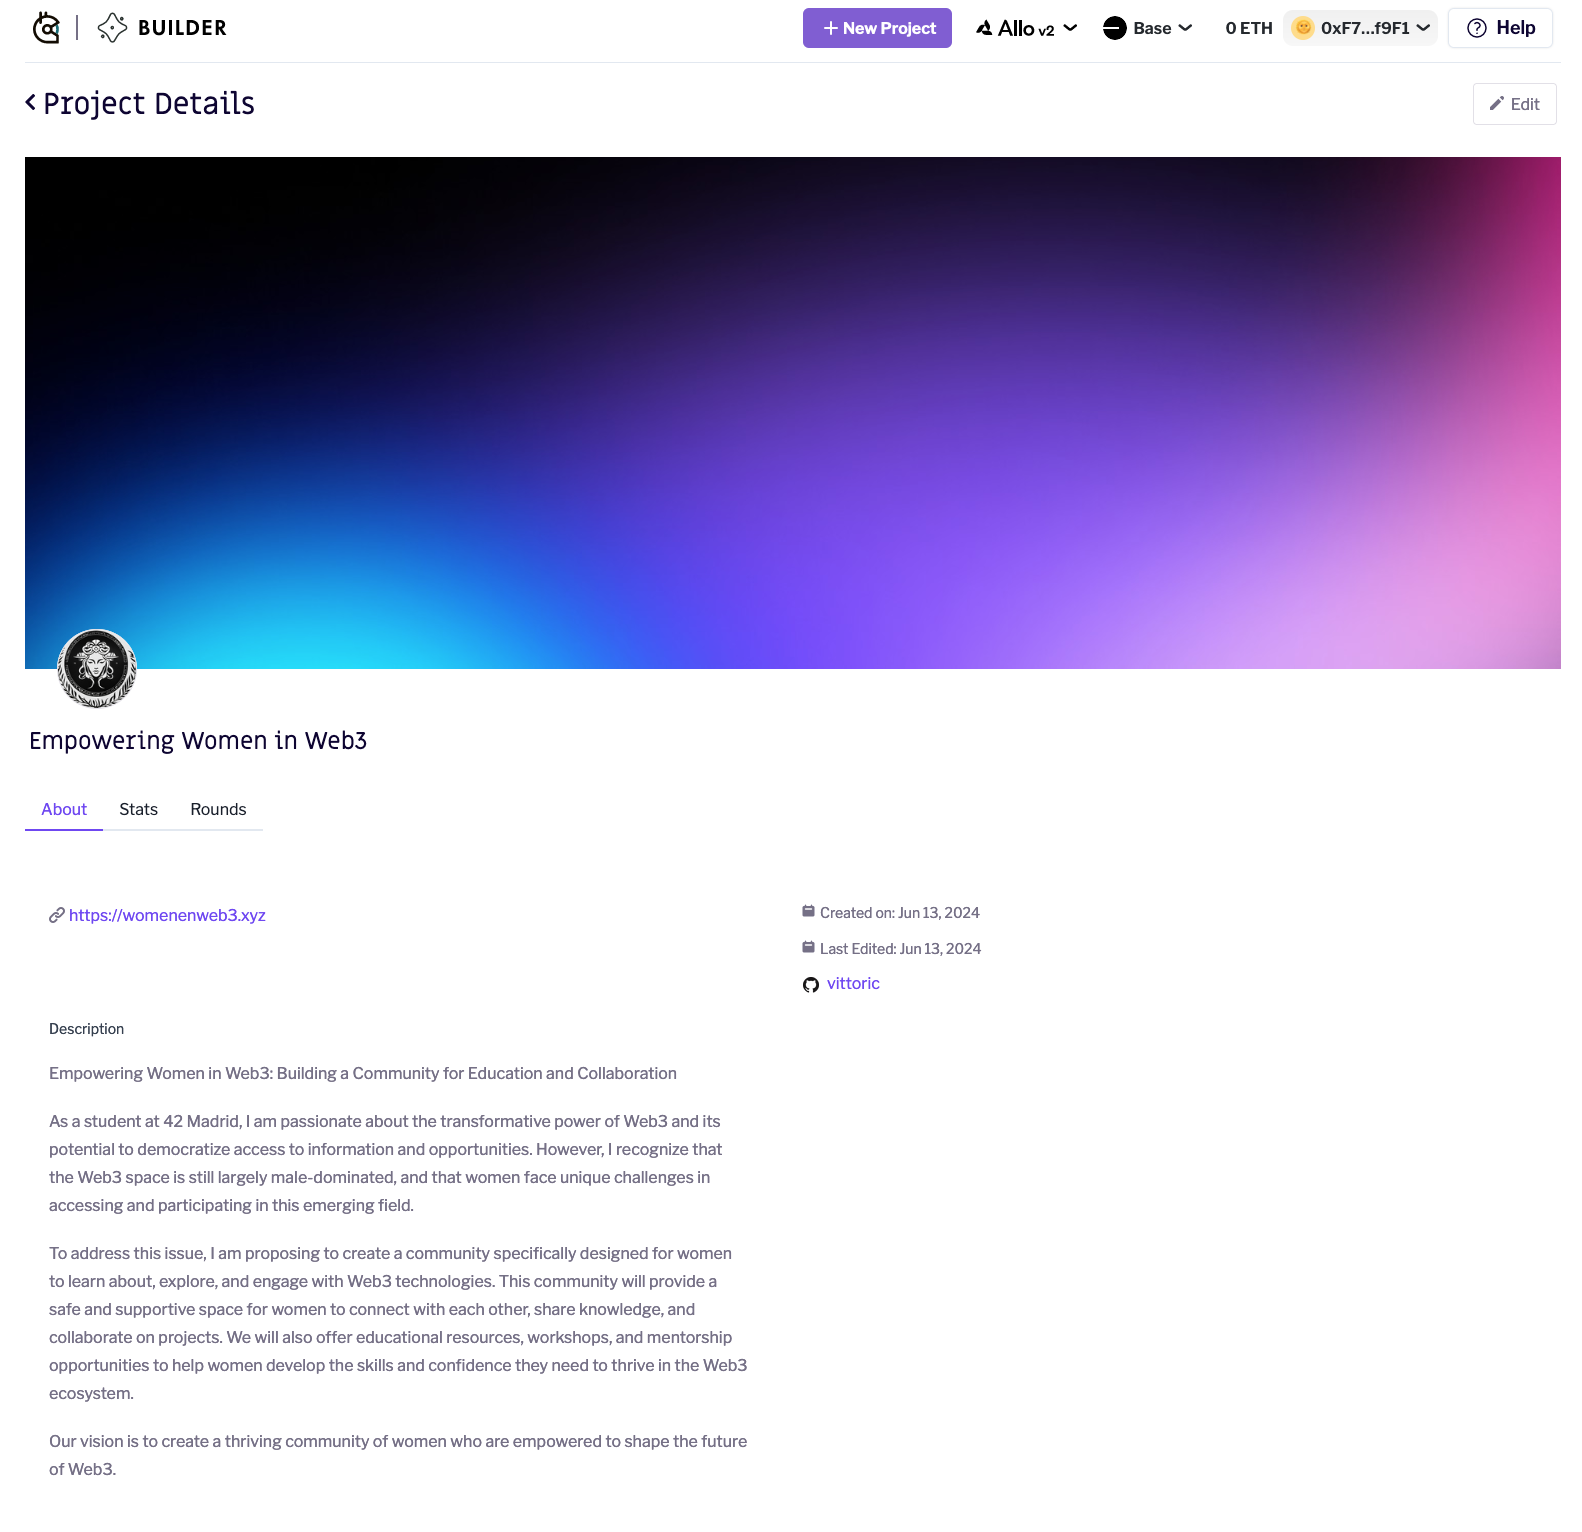 BUILDER
New Project
Allo v2
Base
0 ETH
0xF7...f9F1
Help
Project Details
Edit
Empowering Women in Web3
About
Stats
Rounds
https://womenenweb3.xyz
Created on: Jun 13, 2024
Last Edited: Jun 13, 2024
vittoric
Description
Empowering Women in Web3: Building a Community for Education and Collaboration
As a student at 42 Madrid, I am passionate about the transformative power of Web3 and its
potential to democratize access to information and opportunities. However, I recognize that
the Web3 space is still largely male-dominated, and that women face unique challenges in
accessing and participating in this emerging field.
To address this issue, I am proposing to create a community specifically designed for women
to learn about, explore, and engage with Web3 technologies. This community will provide a
safe and supportive space for women to connect with each other, share knowledge, and
collaborate on projects. We will also offer educational resources, workshops, and mentorship
opportunities to help women develop the skills and confidence they need to thrive in the Web3
ecosystem.
Our vision is to create a thriving community of women who are empowered to shape the future
of Web3.